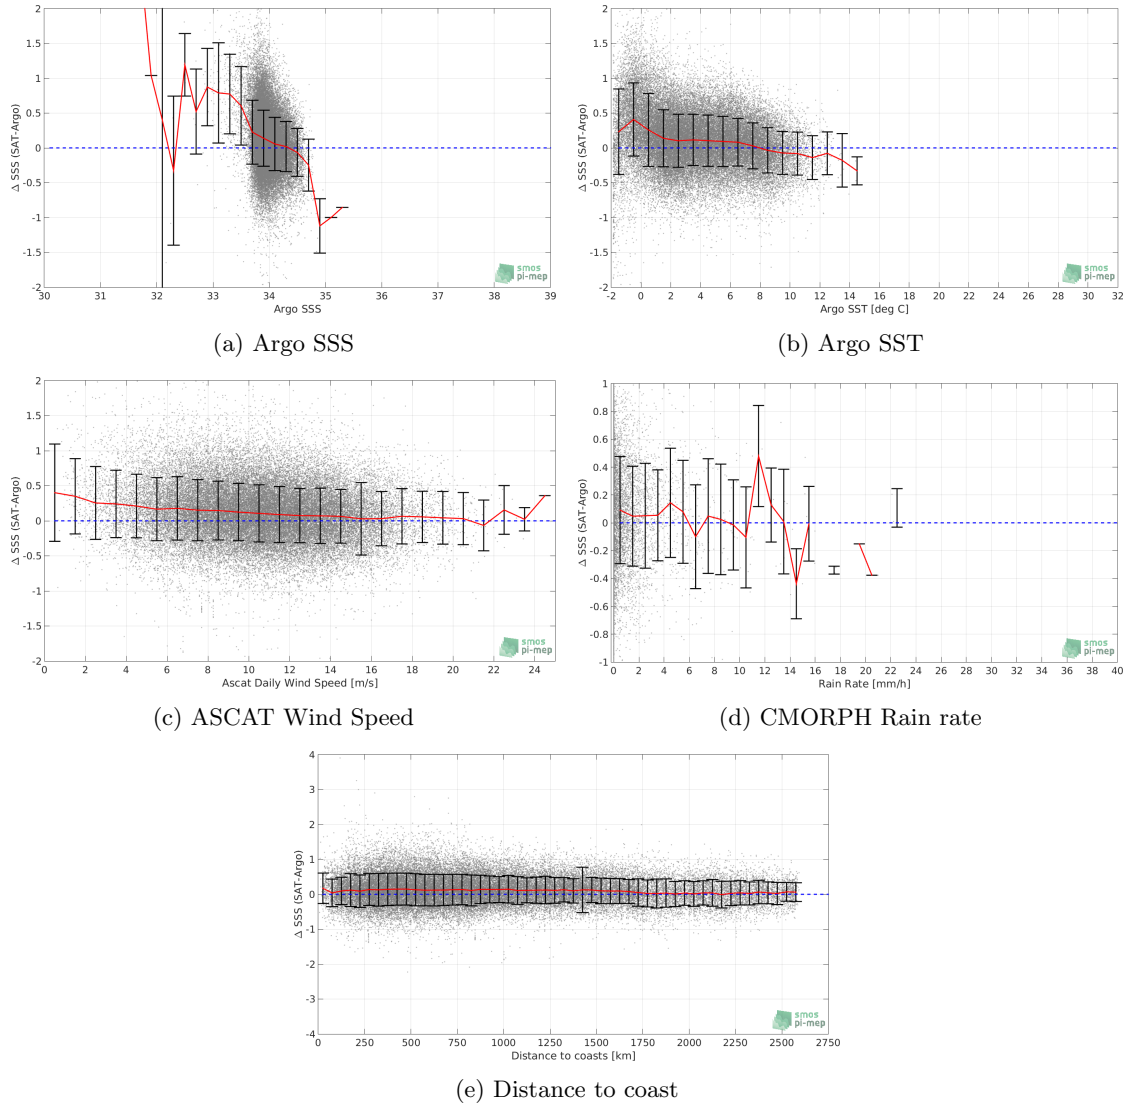 2
1.5
1
0.5
0
-0.5
-1
-1.5
-2
Δ SSS (SAT-Argo)
30 31 32 33 34 35 36 37 38 39
Argo SSS
smos
pi-mep
(a) Argo SSS
2
1.5
1
0.5
0
-0.5
-1
-1.5
-2
Δ SSS (SAT-Argo)
-2 0 2 4 6 8 10 12 14 16 18 20 22 24 26 28 30 32
Argo SST [deg C]
smos
pi-mep
(b) Argo SST
2
1.5
1
0.5
0
-0.5
-1
-1.5
-2
Δ SSS (SAT-Argo)
0 2 4 6 8 10 12 14 16 18 20 22 24
Ascat Daily Wind Speed [m/s]
smos
pi-mep
(c) ASCAT Wind Speed
1
0.8
0.6
0.4
0.2
0
-0.2
-0.4
-0.6
-0.8
-1
Δ SSS (SAT-Argo)
0 2 4 6 8 10 12 14 16 18 20 22 24 26 28 30 32 34 36 38 40
Rain Rate [mm/h]
smos
pi-mep
(d) CMORPH Rain rate
4
3
2
1
0
-1
-2
-3
-4
Δ SSS (SAT-Argo)
0 250 500 750 1000 1250 1500 1750 2000 2250 2500 2750
Distance to coasts [km]
smos
pi-mep
(e) Distance to coast